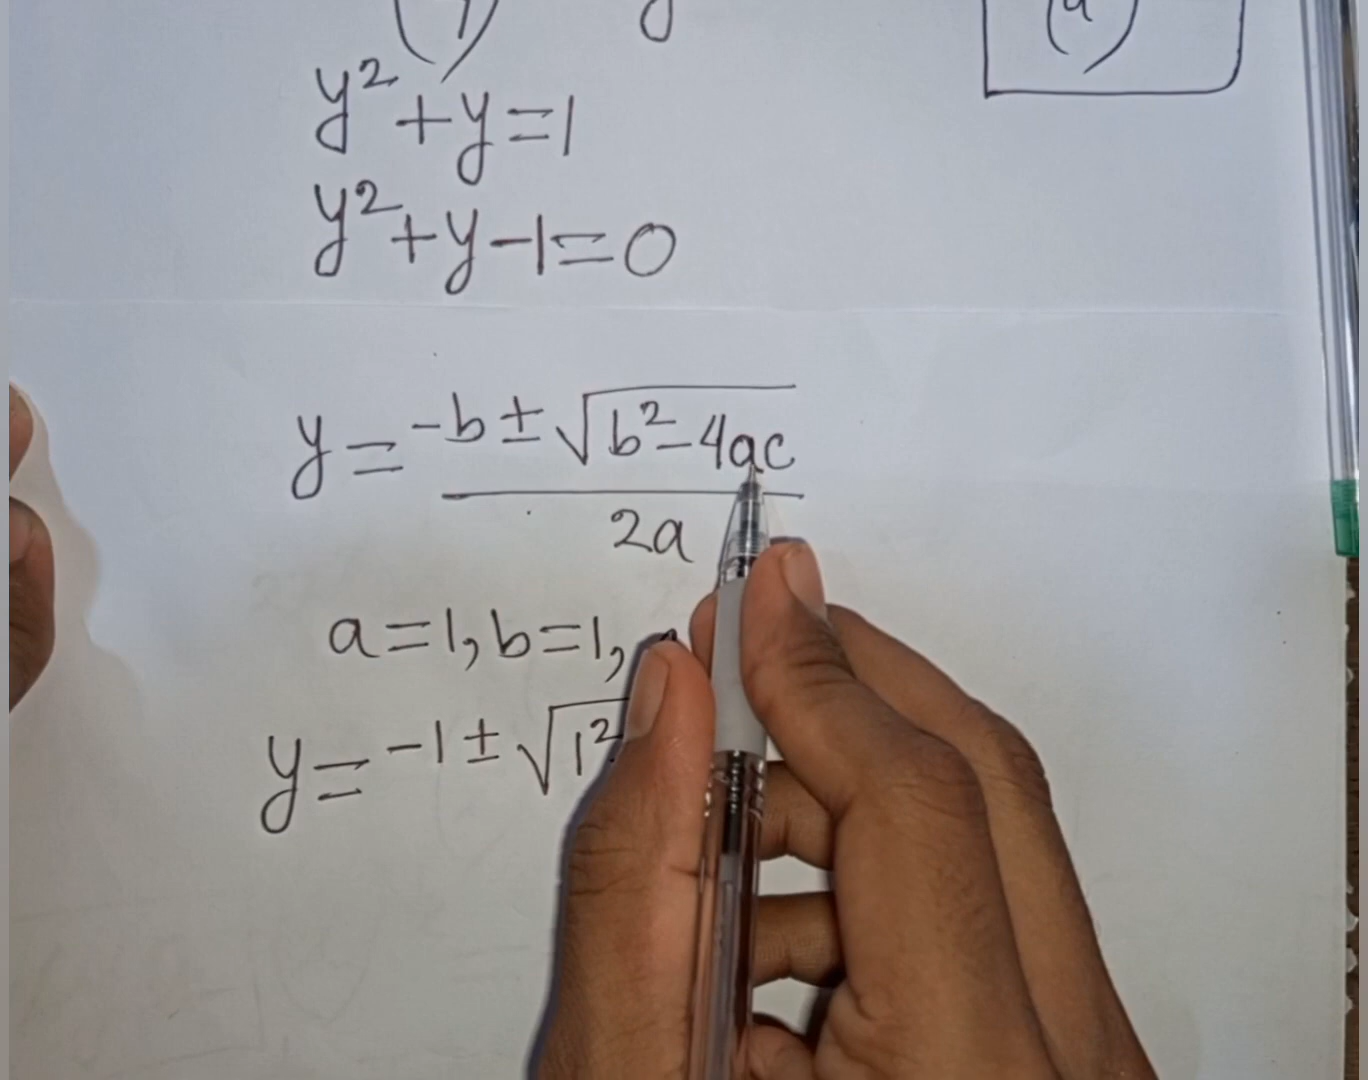 y²+y=1
y²+y-1=0
y=-b±√b²-4ac
2a
a=1,b=1,
y=-1±√1²